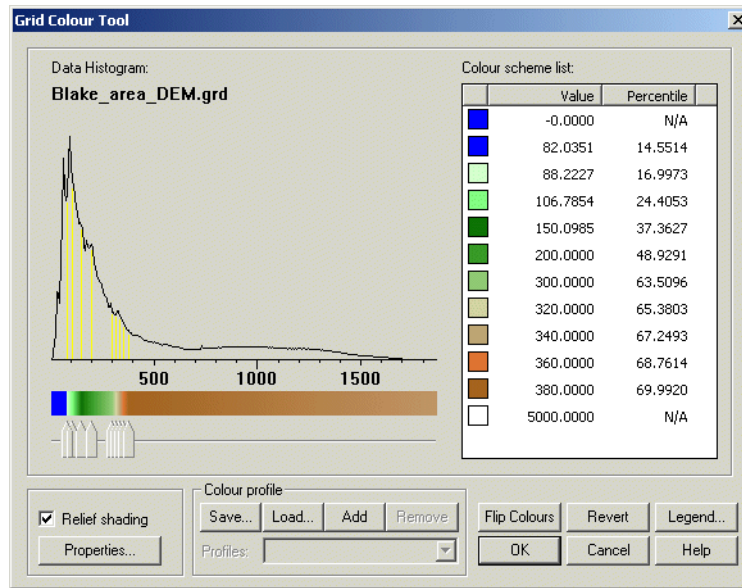 Grid Colour Tool
Data Histogram:
Blake_area_DEM.grd
500 1000 1500
Colour scheme list:
Value Percentile
-0.0000 N/A
82.0351 14.5514
88.2227 16.9973
106.7854 24.4053
150.0985 37.3627
200.0000 48.9291
300.0000 63.5096
320.0000 65.3803
340.0000 67.2493
360.0000 68.7614
380.0000 69.9920
5000.0000 N/A
Relief shading
Properties...
Colour profile
Save... Load... Add Remove
Profiles:
Flip Colours Revert Legend...
OK Cancel Help